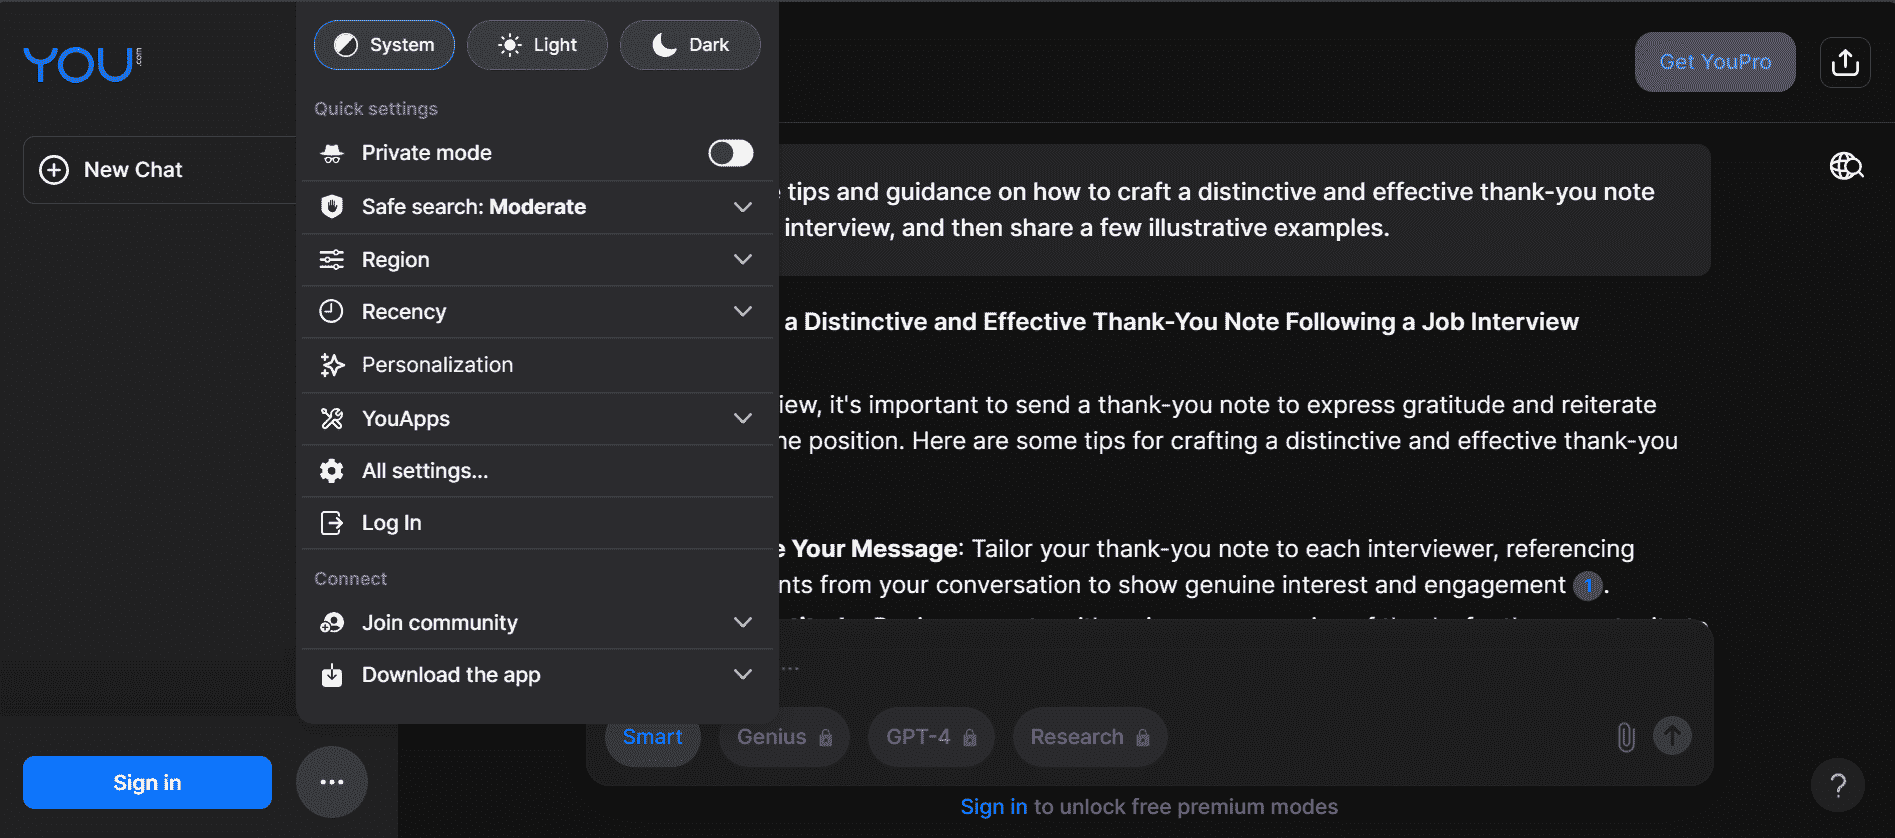 YOU.com
New Chat
Sign in
System
Light
Dark
Quick settings
Private mode
Safe search: Moderate
Region
Recency
Personalization
YouApps
All settings...
Log In
Connect
Join community
Download the app
Get YouPro
tips and guidance on how to craft a distinctive and effective thank-you note
interview, and then share a few illustrative examples.
a Distinctive and Effective Thank-You Note Following a Job Interview
iew, it's important to send a thank-you note to express gratitude and reiterate
he position. Here are some tips for crafting a distinctive and effective thank-you
e Your Message: Tailor your thank-you note to each interviewer, referencing
nts from your conversation to show genuine interest and engagement 1.
...
Smart
Genius
GPT-4
Research
Sign in to unlock free premium modes
?